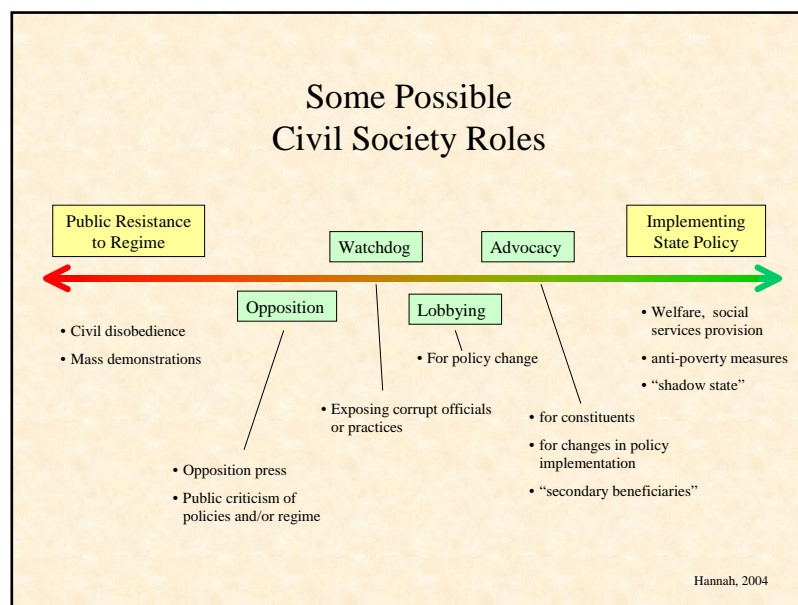 Some Possible
Civil Society Roles
Public Resistance
to Regime
Implementing
State Policy
Watchdog
Advocacy
Opposition
Lobbying
• Civil disobedience
• Mass demonstrations
• For policy change
• Welfare, social
services provision
• anti-poverty measures
• “shadow state”
• Exposing corrupt officials
or practices
• for constituents
• for changes in policy
implementation
• “secondary beneficiaries”
• Opposition press
• Public criticism of
policies and/or regime
Hannah, 2004